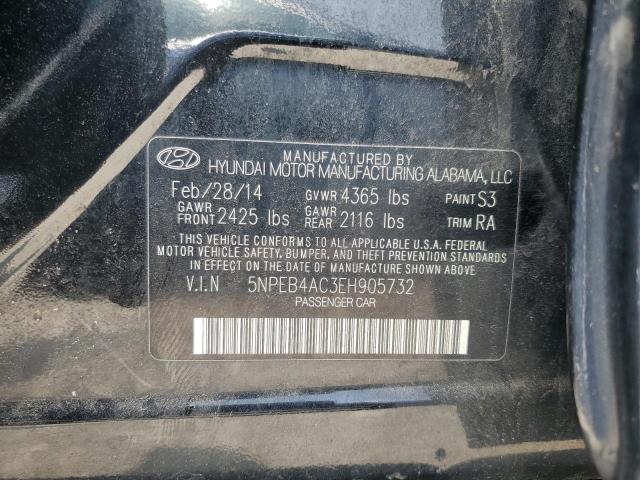 MANUFACTURED BY
HYUNDAI MOTOR MANUFACTURING ALABAMA, LLC
Feb/28/14 GVWR 4365 lbs PAINT S3
GAWR FRONT 2425 lbs GAWR REAR 2116 lbs TRIM RA
THIS VEHICLE CONFORMS TO ALL APPLICABLE U.S.A. FEDERAL
MOTOR VEHICLE SAFETY, BUMPER, AND THEFT PREVENTION
STANDARDS IN EFFECT ON THE DATE OF MANUFACTURE SHOWN ABOVE.
V.I.N 5NPEB4AC3EH905732
PASSENGER CAR